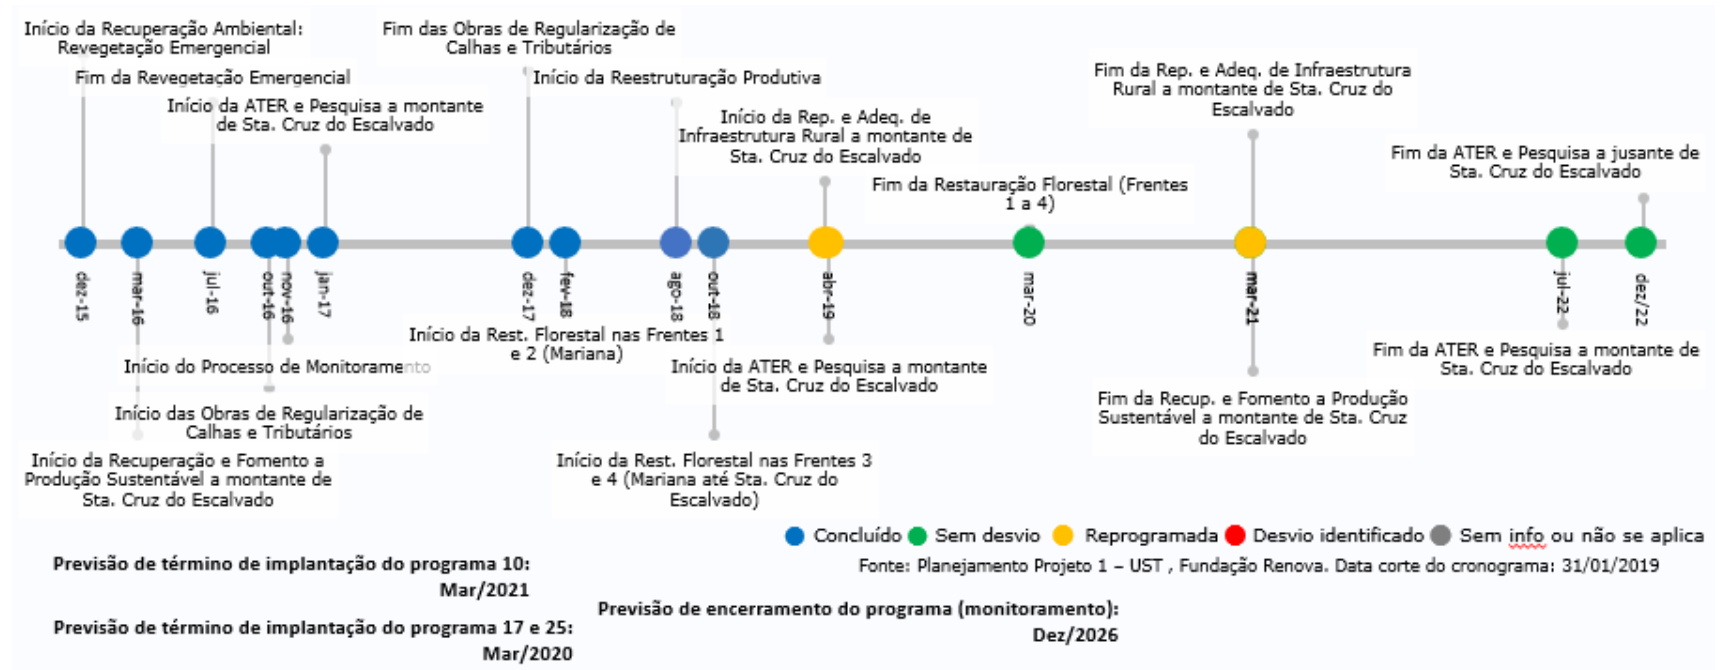 Início da Recuperação Ambiental:
Revegetação Emergencial
Fim da Revegetação Emergencial
Início da ATER e Pesquisa a montante
de Sta. Cruz do Escalvado
Fim das Obras de Regularização de
Calhas e Tributários
Início da Reestruturação Produtiva
Início da Rep. e Adeq. de
Infraestrutura Rural a montante de
Sta. Cruz do Escalvado
Fim da Restauração Florestal (Frentes
1 a 4)
Fim da Rep. e Adeq. de Infraestrutura
Rural a montante de Sta. Cruz do
Escalvado
Fim da ATER e Pesquisa a jusante de
Sta. Cruz do Escalvado
dez-15
mar-16
jul-16
out-16
nov-16
jan-17
dez-17
fev-18
ago-18
out-18
abr-19
mar-20
mar-21
jul-22
dez/22
Início do Processo de Monitoramento
Início das Obras de Regularização de
Calhas e Tributários
Início da Recuperação e Fomento a
Produção Sustentável a montante de
Sta. Cruz do Escalvado
Início da Rest. Florestal nas Frentes 1
e 2 (Mariana)
Início da Rest. Florestal nas Frentes 3
e 4 (Mariana até Sta. Cruz do
Escalvado)
Início da ATER e Pesquisa a montante
de Sta. Cruz do Escalvado
Fim da Recup. e Fomento a Produção
Sustentável a montante de Sta. Cruz
do Escalvado
Fim da ATER e Pesquisa a montante de
Sta. Cruz do Escalvado
Concluído
Sem desvio
Reprogramada
Desvio identificado
Sem info ou não se aplica
Fonte: Planejamento Projeto 1 – UST , Fundação Renova. Data corte do cronograma: 31/01/2019
Previsão de término de implantação do programa 10:
Mar/2021
Previsão de término de implantação do programa 17 e 25:
Mar/2020
Previsão de encerramento do programa (monitoramento):
Dez/2026